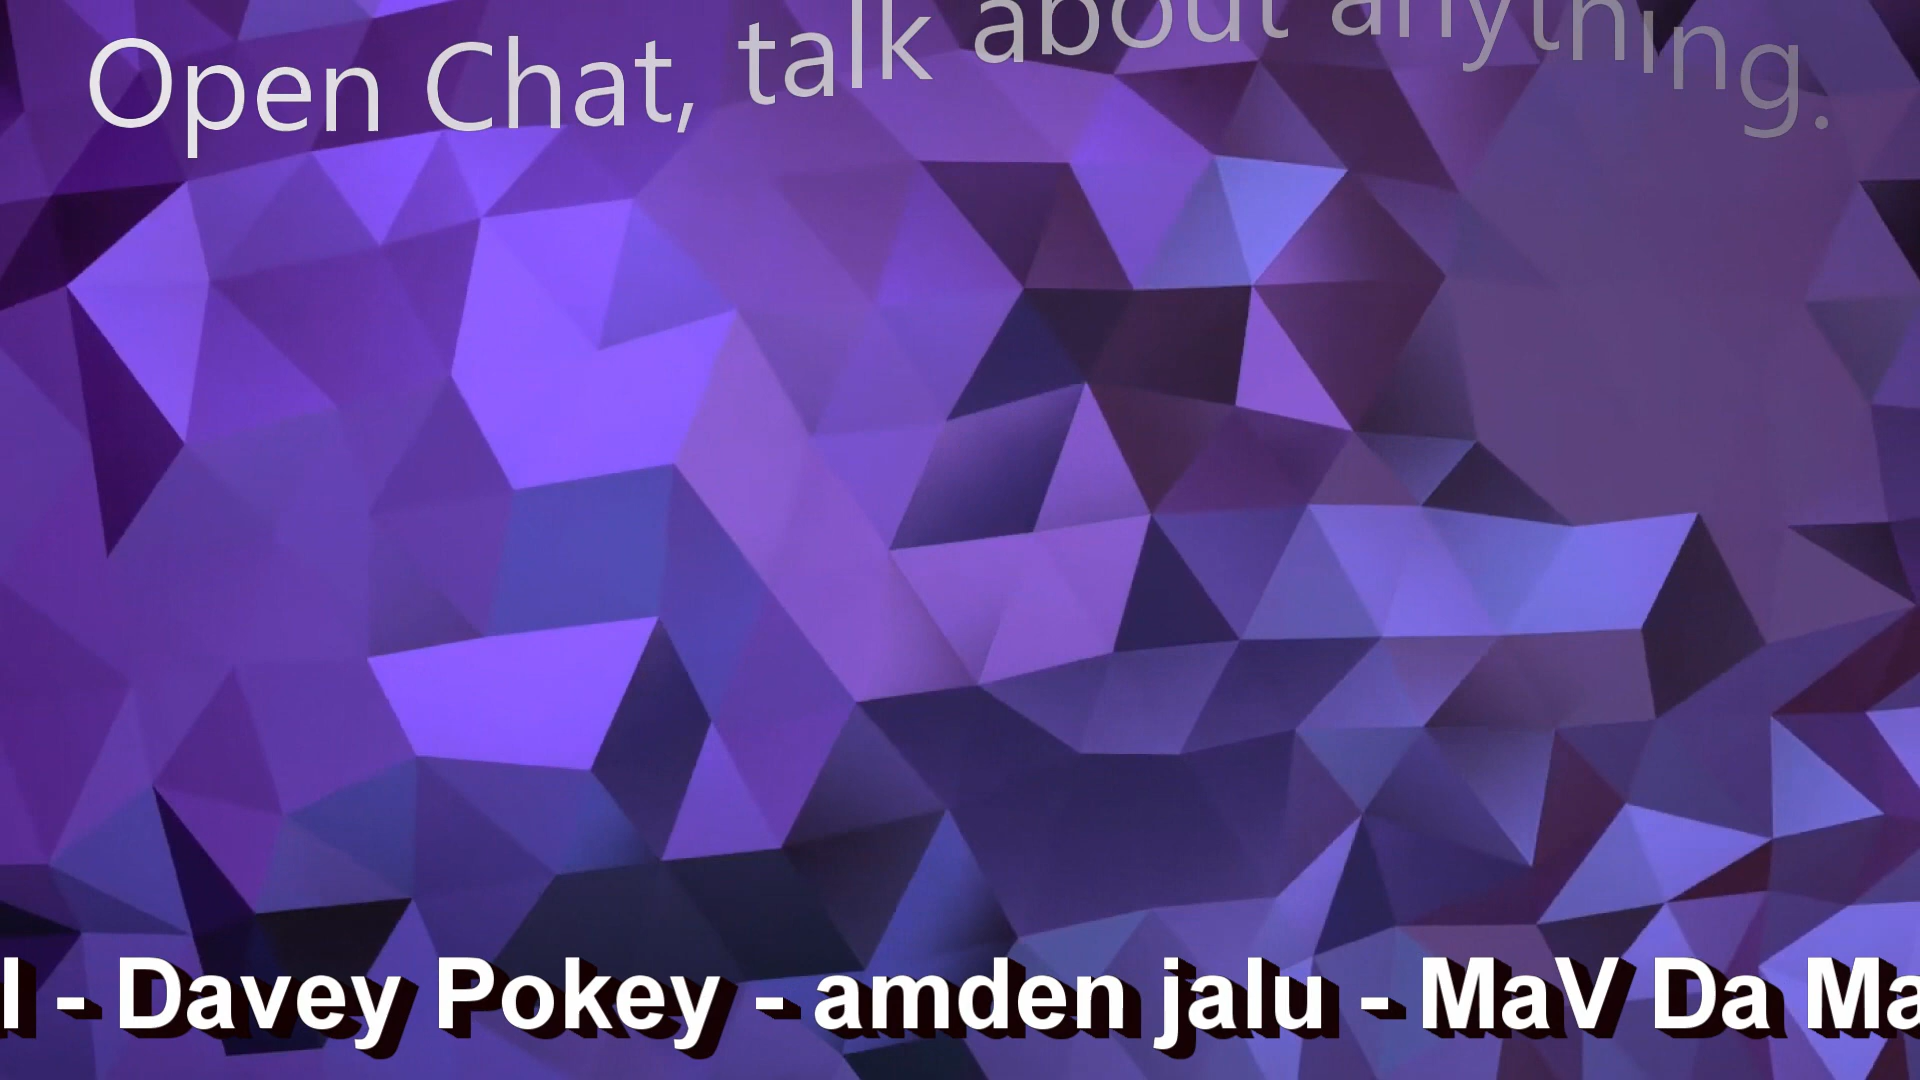 Open Chat, talk about anything.
l - Davey Pokey - amden jalu - MaV Da Ma